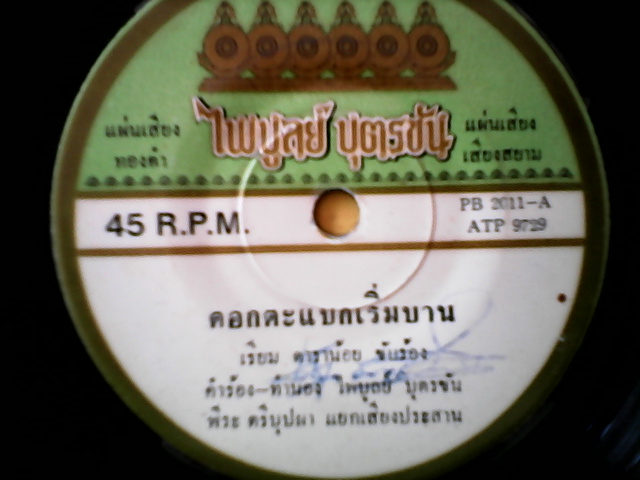 ไพบูลย์ บุตรขัน
แผ่นเสียง
ทองคำ
แผ่นเสียง
เสียงสยาม
45 R.P.M.
PB 2011-A
ATP 9729
ดอกตะแบกเริ่มบาน
เรียม ดาราน้อย ขับร้อง
คำร้อง-ทำนอง ไพบูลย์ บุตรขัน
พีระ ตรีบุปผา แยกเสียงประสาน